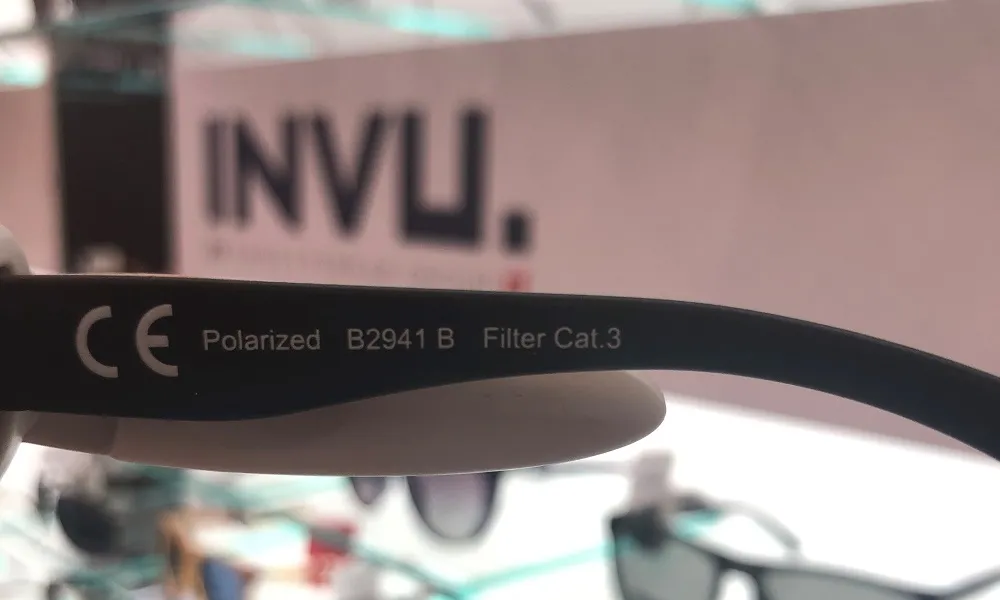 INVU.
CE Polarized B2941 B Filter Cat.3